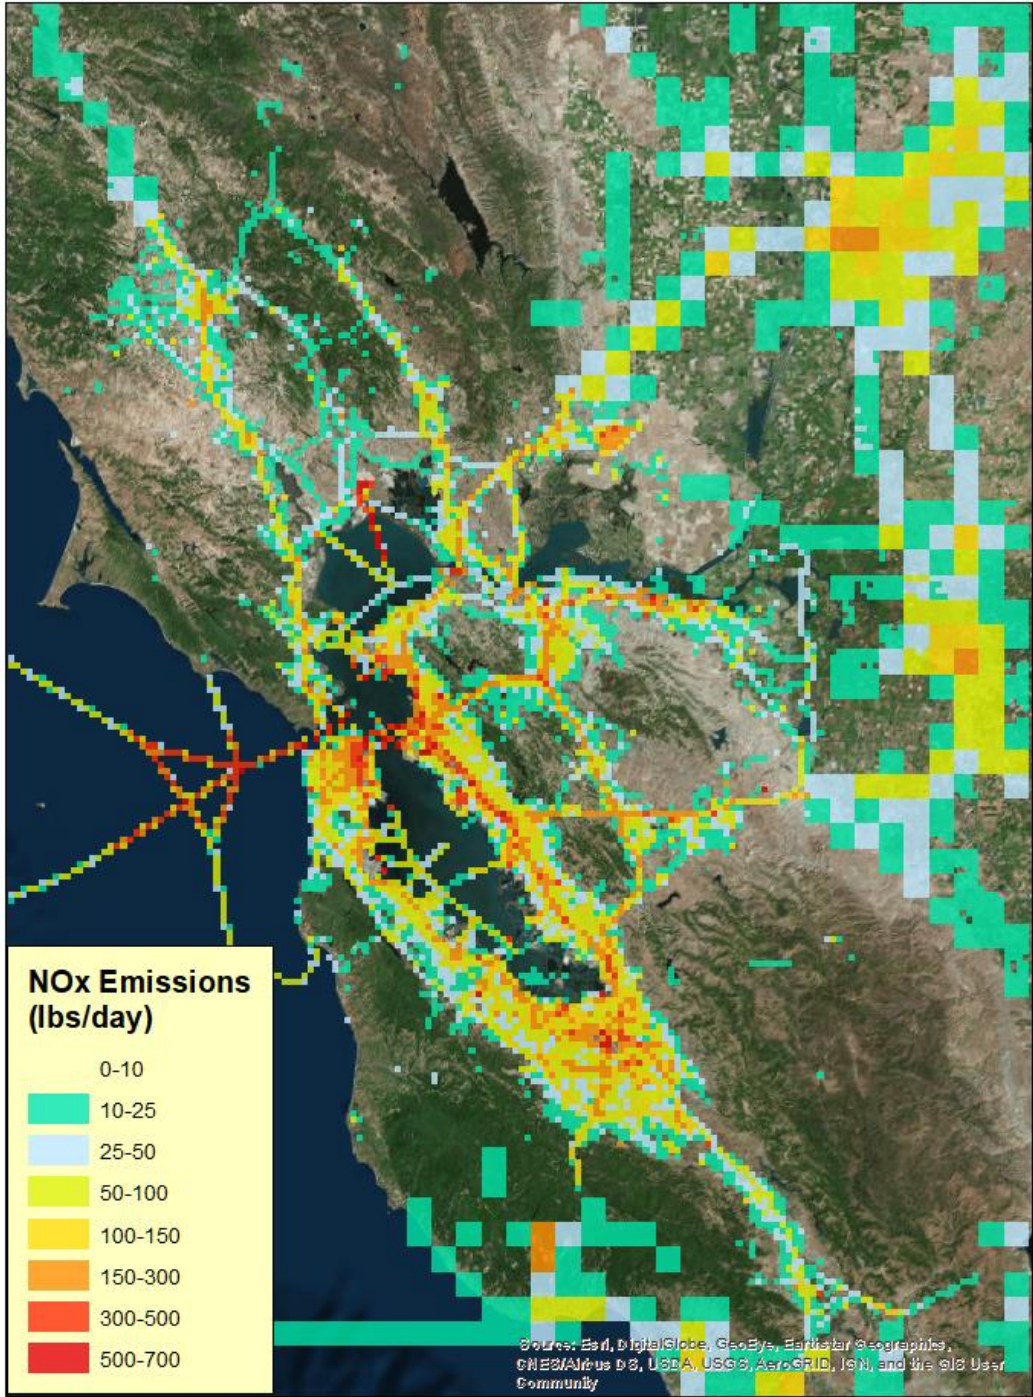 NOx Emissions
(lbs/day)
0-10
10-25
25-50
50-100
100-150
150-300
300-500
500-700
Source: Esri, DigitalGlobe, GeoEye, Earthstar Geographics,
CNES/Airbus DS, USDA, USGS, AeroGRID, IGN, and the GIS User
Community